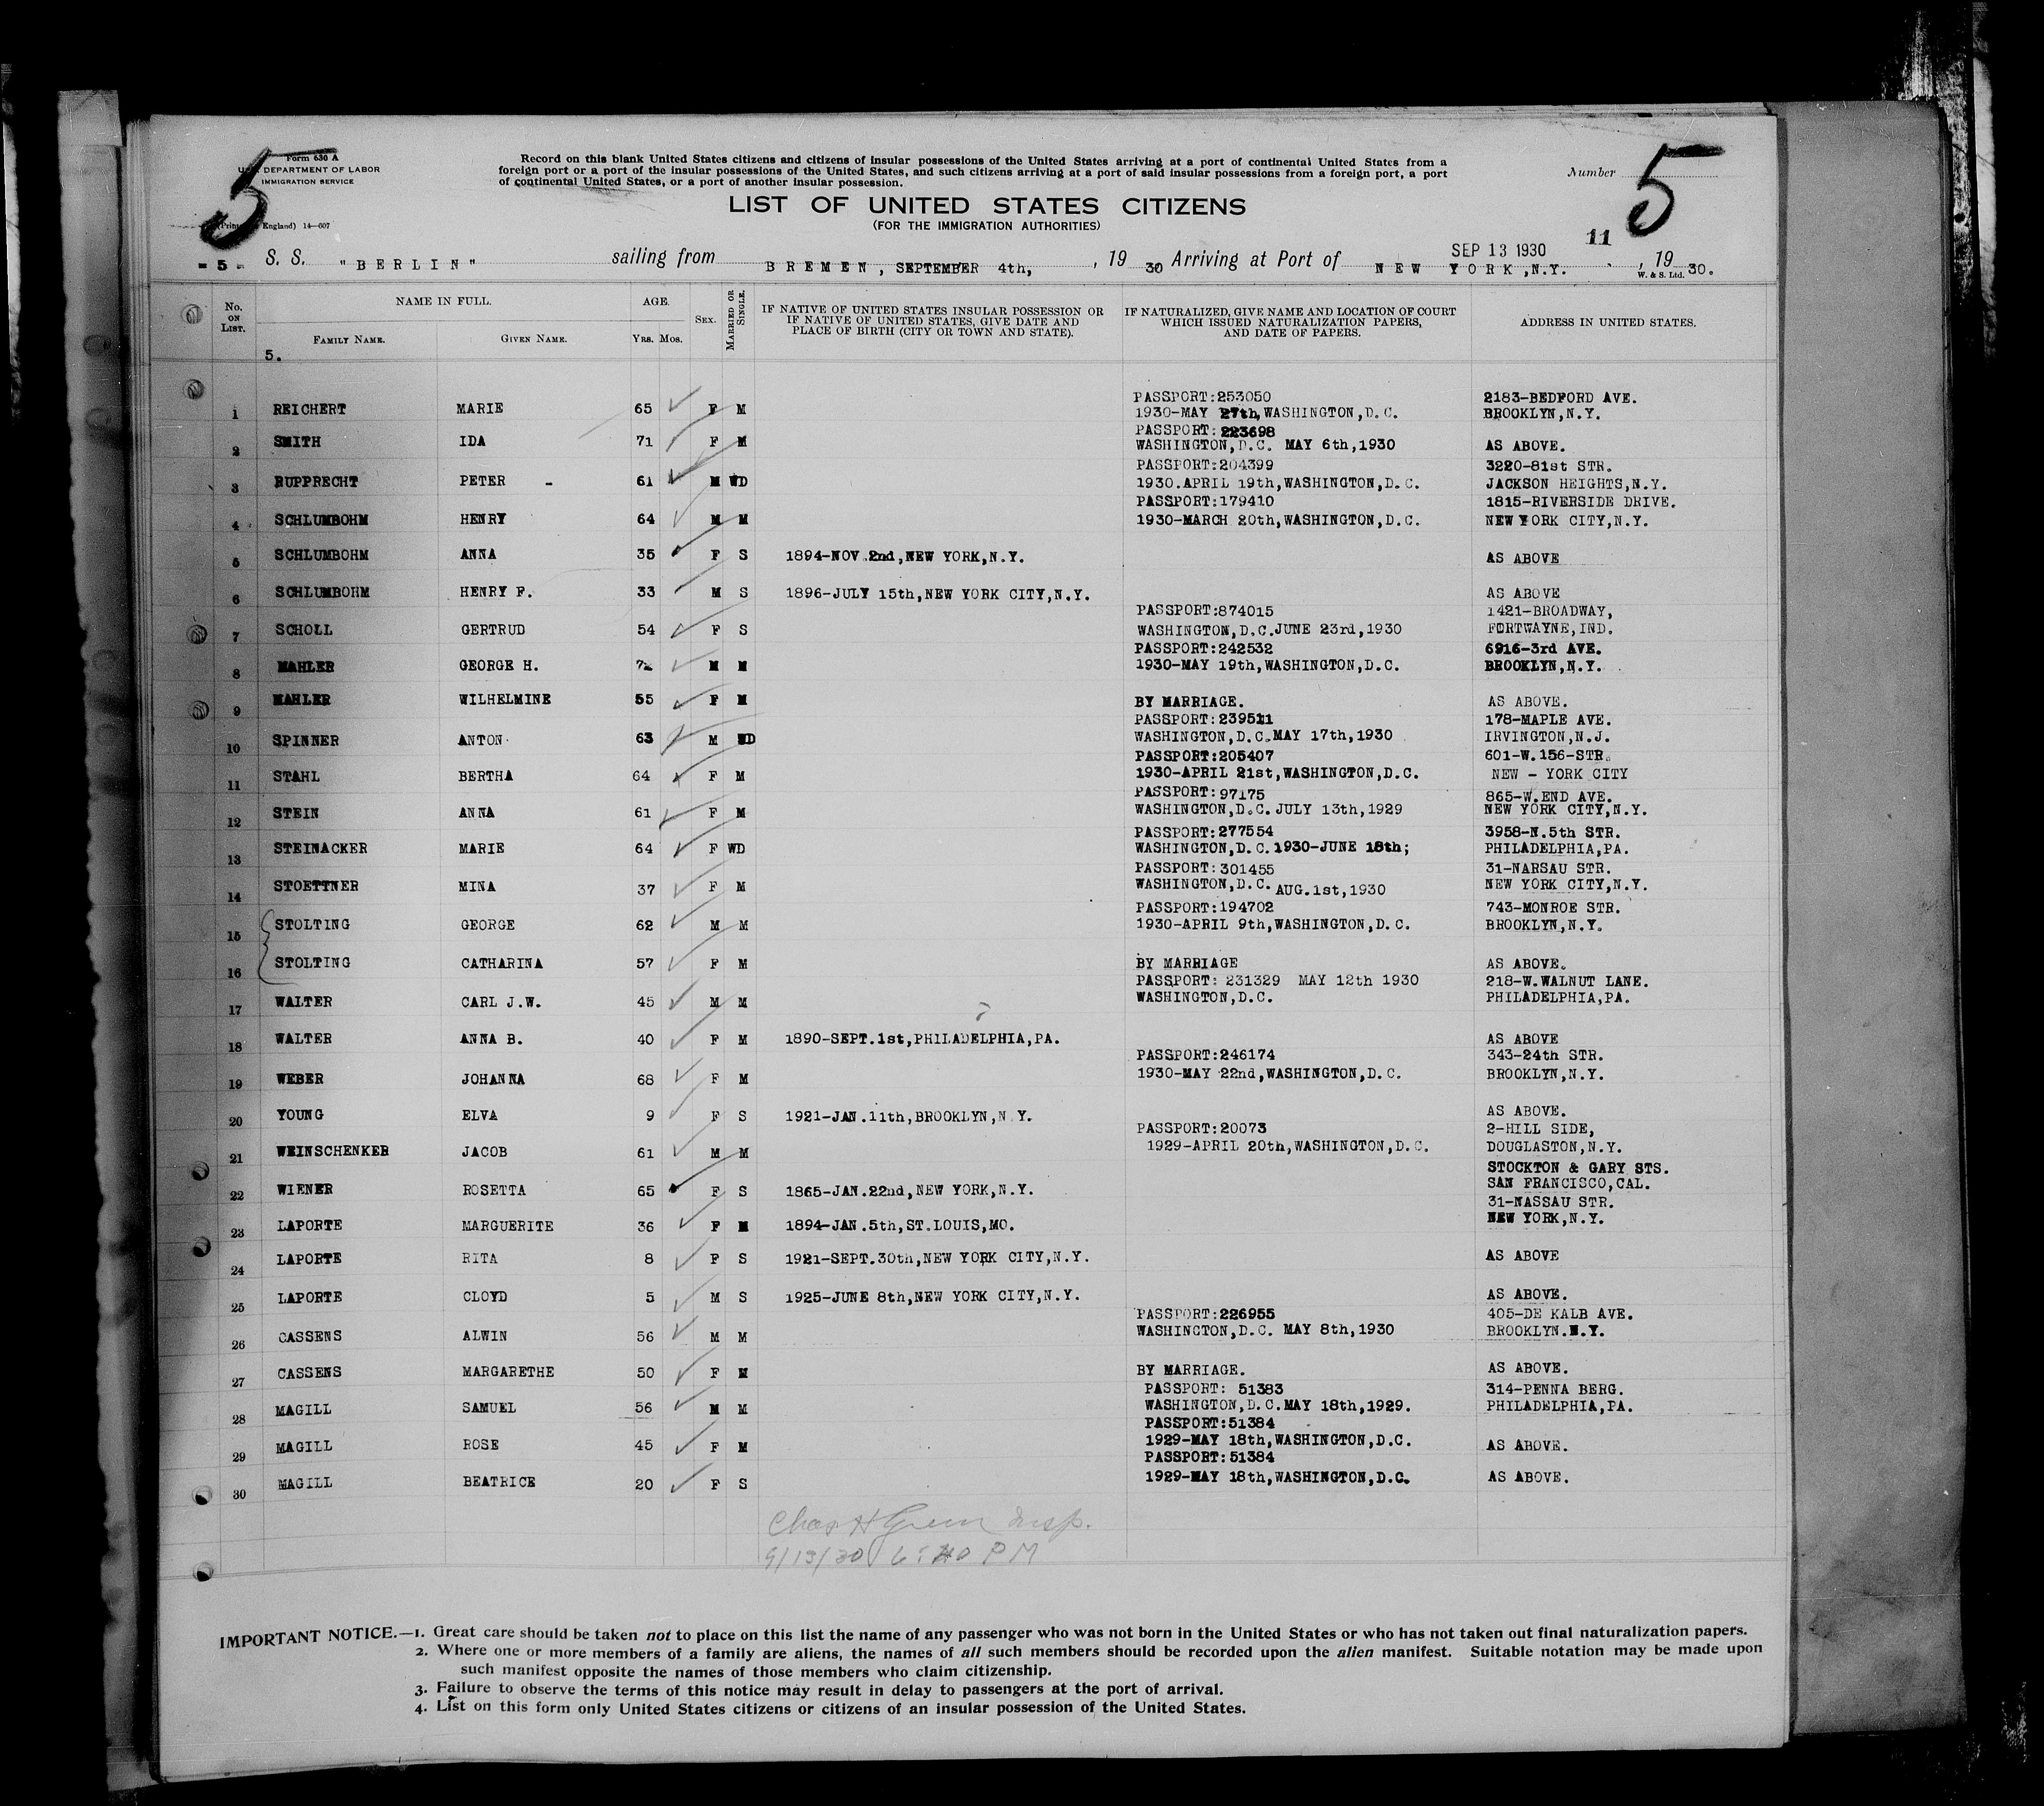 5
Form 630 A
U.S. DEPARTMENT OF LABOR
IMMIGRATION SERVICE
(Printed in England) 14—607
Record on this blank United States citizens and citizens of insular possessions of the United States arriving at a port of continental United States from a
foreign port or a port of the insular possessions of the United States, and such citizens arriving at a port of said insular possessions from a foreign port, a port
of continental United States, or a port of another insular possession.
Number 5
LIST OF UNITED STATES CITIZENS
(FOR THE IMMIGRATION AUTHORITIES)
- 5 - S. S. "BERLIN" sailing from BREMEN, SEPTEMBER 4th, , 19 30 Arriving at Port of NEW YORK, N.Y. SEP 13 1930 11 , 19 30.
W. & S. Ltd.
No. ON LIST. NAME IN FULL. FAMILY NAME. GIVEN NAME. AGE. YRS. MOS. SEX. MARRIED OR SINGLE. IF NATIVE OF UNITED STATES INSULAR POSSESSION OR IF NATIVE OF UNITED STATES, GIVE DATE AND PLACE OF BIRTH (CITY OR TOWN AND STATE). IF NATURALIZED, GIVE NAME AND LOCATION OF COURT WHICH ISSUED NATURALIZATION PAPERS, AND DATE OF PAPERS. ADDRESS IN UNITED STATES.
5.
PASSPORT:253050 2183-BEDFORD AVE.
1 REICHERT MARIE 65 F M 1930-MAY 27th,WASHINGTON,D.C. BROOKLYN,N.Y.
PASSPORT:223698
2 SMITH IDA 71 F M WASHINGTON,D.C. MAY 6th,1930 AS ABOVE.
PASSPORT:204399 3220-81st STR.
3 RUPPRECHT PETER - 61 M WD 1930.APRIL 19th,WASHINGTON,D.C. JACKSON HEIGHTS,N.Y.
PASSPORT:179410 1815-RIVERSIDE DRIVE.
4 SCHLUMBOHM HENRY 64 M M 1930-MARCH 20th,WASHINGTON,D.C. NEW YORK CITY,N.Y.
5 SCHLUMBOHM ANNA 35 F S 1894-NOV.2nd,NEW YORK,N.Y. AS ABOVE
6 SCHLUMBOHM HENRY F. 33 M S 1896-JULY 15th,NEW YORK CITY,N.Y. AS ABOVE
PASSPORT:874015 1421-BROADWAY,
7 SCHOLL GERTRUD 54 F S WASHINGTON,D.C.JUNE 23rd,1930 FORTWAYNE,IND.
PASSPORT:242532 6916-3rd AVE.
8 MAHLER GEORGE H. 72 M M 1930-MAY 19th,WASHINGTON,D.C. BROOKLYN,N.Y.
9 MAHLER WILHELMINE 55 F M BY MARRIAGE. AS ABOVE.
PASSPORT:239511 178-MAPLE AVE.
10 SPINNER ANTON 63 M WD WASHINGTON,D.C.MAY 17th,1930 IRVINGTON,N.J.
PASSPORT:205407 601-W.156-STR.
11 STAHL BERTHA 64 F M 1930-APRIL 21st,WASHINGTON,D.C. NEW - YORK CITY
PASSPORT:97175 865-W.END AVE.
12 STEIN ANNA 61 F M WASHINGTON,D.C. JULY 13th,1929 NEW YORK CITY,N.Y.
PASSPORT:277554 3958-N.5th STR.
13 STEINACKER MARIE 64 F WD WASHINGTON,D.C.1930-JUNE 18th; PHILADELPHIA,PA.
PASSPORT:301455 31-NARSAU STR.
14 STOETTNER MINA 37 F M WASHINGTON,D.C. AUG.1st,1930 NEW YORK CITY,N.Y.
PASSPORT:194702 743-MONROE STR.
15 STOLTING GEORGE 62 M M 1930-APRIL 9th,WASHINGTON,D.C. BROOKLYN,N.Y.
16 STOLTING CATHARINA 57 F M BY MARRIAGE AS ABOVE.
PASSPORT: 231329 MAY 12th 1930 218-W.WALNUT LANE.
17 WALTER CARL J.W. 45 M M WASHINGTON,D.C. PHILADELPHIA,PA.
18 WALTER ANNA B. 40 F M 1890-SEPT.1st,PHILADELPHIA,PA. AS ABOVE
PASSPORT:246174 343-24th STR.
19 WEBER JOHANNA 68 F M 1930-MAY 22nd,WASHINGTON,D.C. BROOKLYN,N.Y.
20 YOUNG ELVA 9 F S 1921-JAN.11th,BROOKLYN,N.Y. AS ABOVE.
PASSPORT:20073 2-HILL SIDE,
21 WEINSCHENKER JACOB 61 M M 1929-APRIL 20th,WASHINGTON,D.C. DOUGLASTON,N.Y.
STOCKTON & GARY STS.
22 WIENER ROSETTA 65 F S 1865-JAN.22nd,NEW YORK,N.Y. SAN FRANCISCO,CAL.
31-NASSAU STR.
23 LAPORTE MARGUERITE 36 F M 1894-JAN.5th,ST.LOUIS,MO. NEW YORK,N.Y.
24 LAPORTE RITA 8 F S 1921-SEPT.30th,NEW YORK CITY,N.Y. AS ABOVE
25 LAPORTE CLOYD 5 M S 1925-JUNE 8th,NEW YORK CITY,N.Y. AS ABOVE.
PASSPORT:226955 405-DE KALB AVE.
26 CASSENS ALWIN 56 M M WASHINGTON,D.C. MAY 8th,1930 BROOKLYN.N.Y.
27 CASSENS MARGARETHE 50 F M BY MARRIAGE. AS ABOVE.
PASSPORT: 51383 314-PENNA BERG.
28 MAGILL SAMUEL 56 M M WASHINGTON,D.C.MAY 18th,1929. PHILADELPHIA,PA.
PASSPORT:51384
29 MAGILL ROSE 45 F M 1929-MAY 18th,WASHINGTON,D.C. AS ABOVE.
PASSPORT:51384
30 MAGILL BEATRICE 20 F S 1929-MAY 18th,WASHINGTON,D.C. AS ABOVE.
Chas H Green Insp.
9/13/30 6:40 PM
IMPORTANT NOTICE.—1. Great care should be taken not to place on this list the name of any passenger who was not born in the United States or who has not taken out final naturalization papers.
2. Where one or more members of a family are aliens, the names of all such members should be recorded upon the alien manifest. Suitable notation may be made upon
such manifest opposite the names of those members who claim citizenship.
3. Failure to observe the terms of this notice may result in delay to passengers at the port of arrival.
4. List on this form only United States citizens or citizens of an insular possession of the United States.